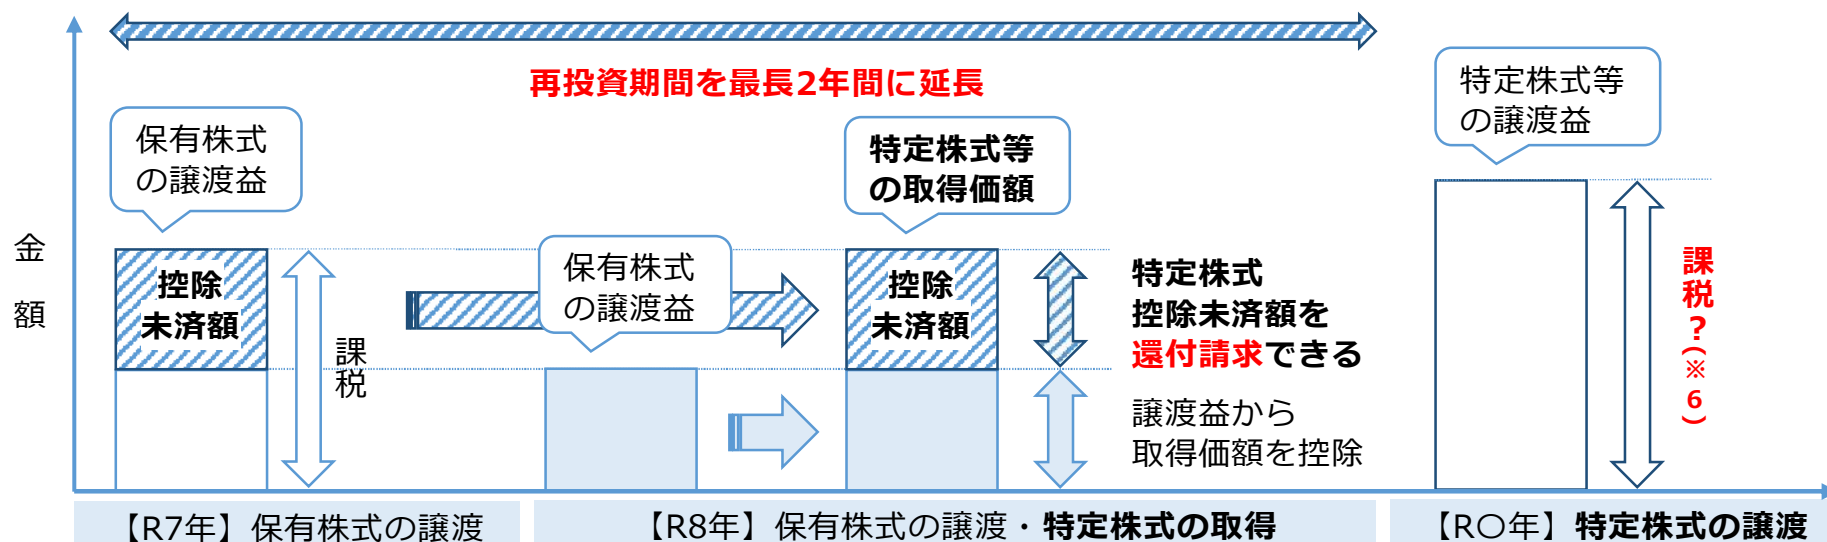 再投資期間を最長2年間に延長
特定株式等
の譲渡益
保有株式
の譲渡益
特定株式等
の取得価額
金
額
控除
未済額
課
税
保有株式
の譲渡益
控除
未済額
特定株式
控除未済額を
還付請求できる
譲渡益から
取得価額を控除
課
税
?
(※
6)
【R7年】保有株式の譲渡
【R8年】保有株式の譲渡・特定株式の取得
【R〇年】特定株式の譲渡